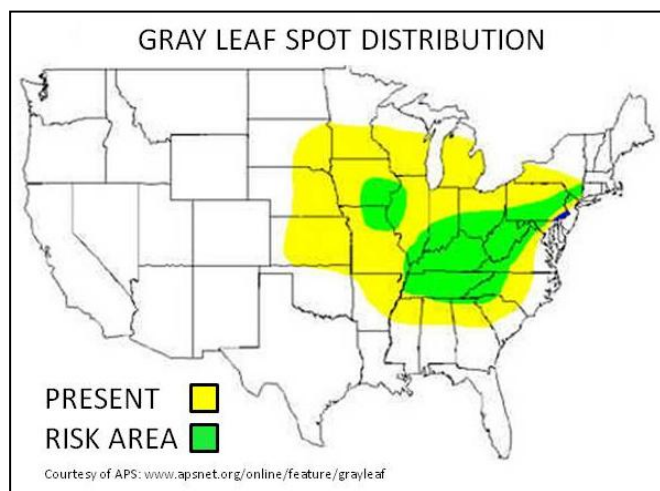 GRAY LEAF SPOT DISTRIBUTION
PRESENT
RISK AREA
Courtesy of APS: www.apsnet.org/online/feature/grayleaf